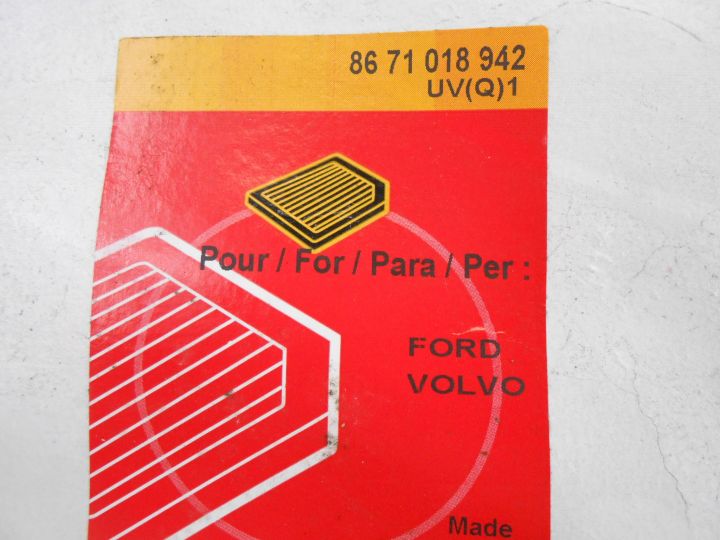 86 71 018 942
UV(Q)1
Pour / For / Para / Per :
FORD
VOLVO
Made